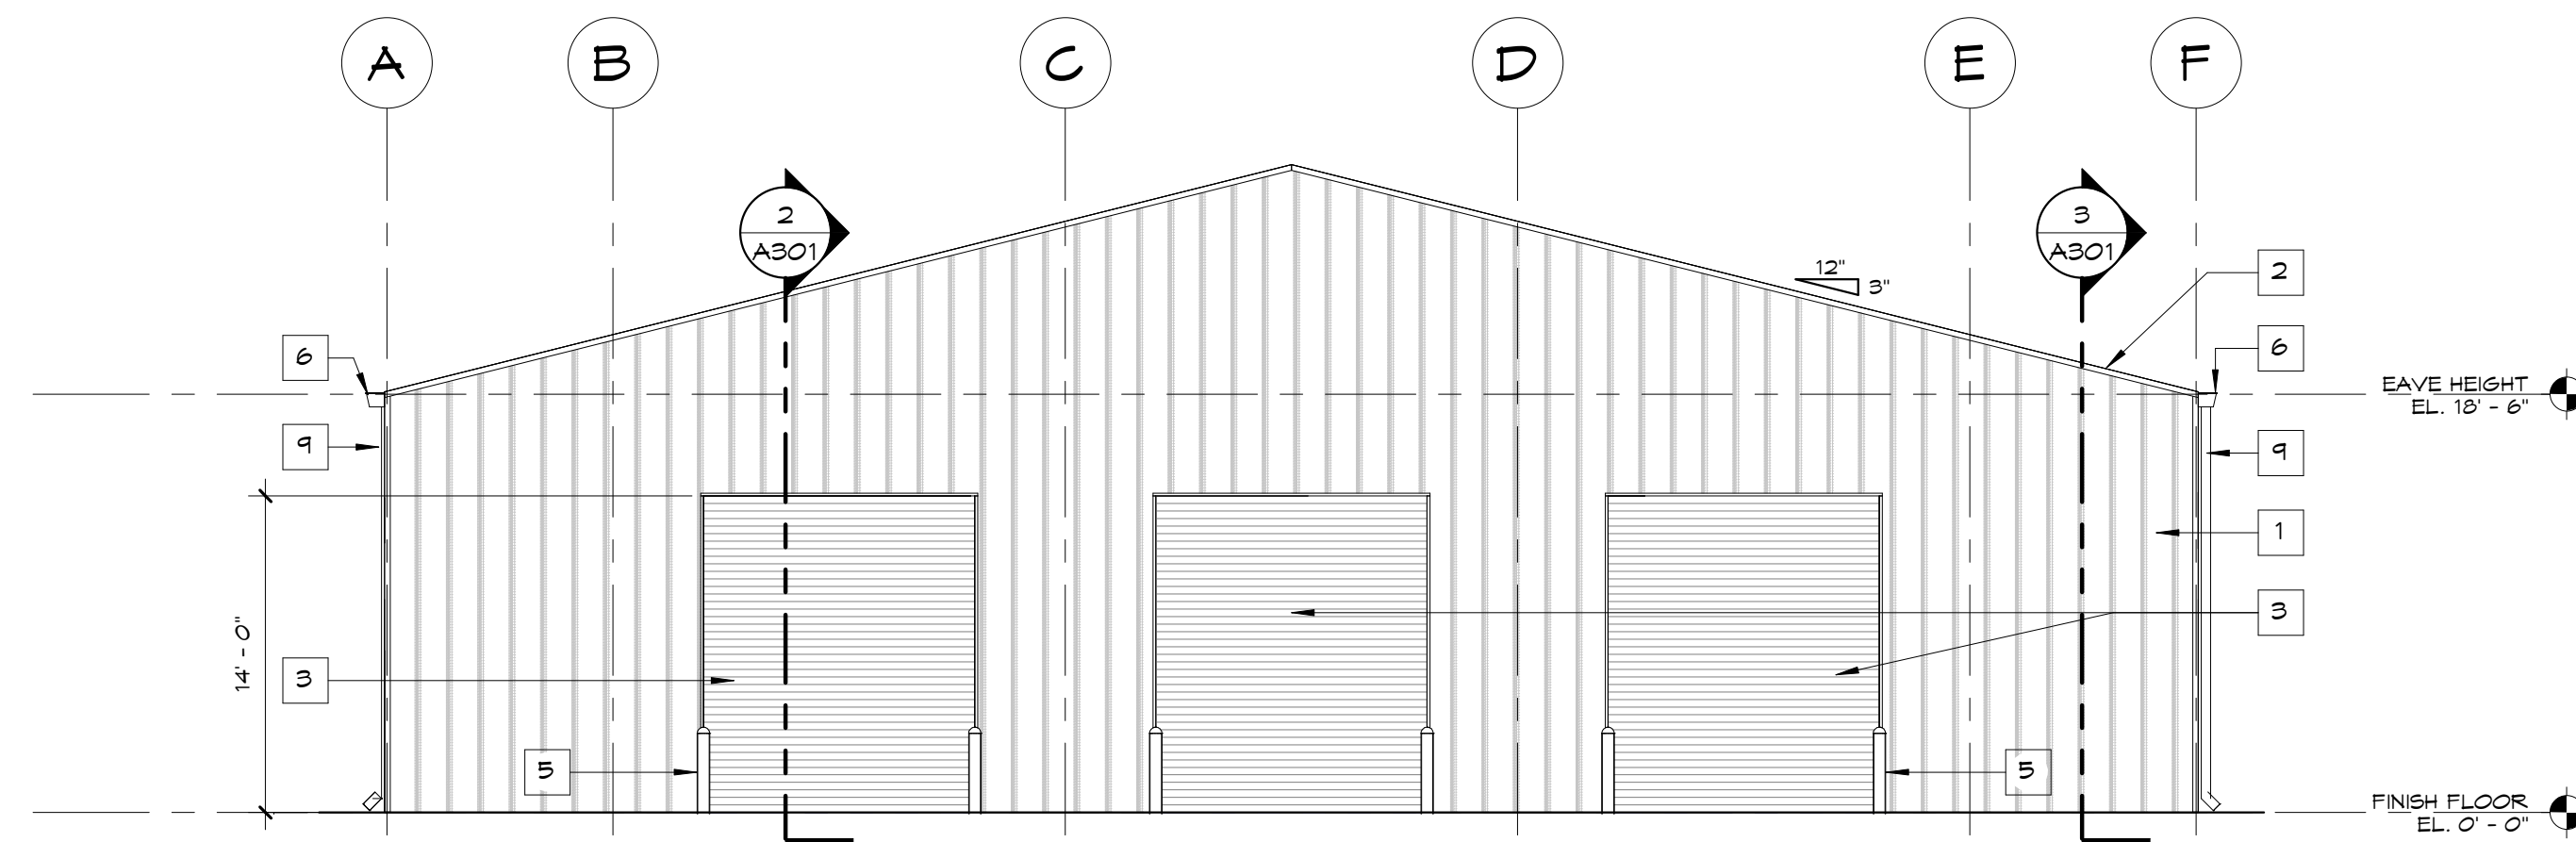 A
B
C
D
E
F
2
A301
3
A301
12"
3"
2
6
6
EAVE HEIGHT
EL. 18' - 6"
9
9
1
14' - 0"
3
3
5
5
FINISH FLOOR
EL. 0' - 0"